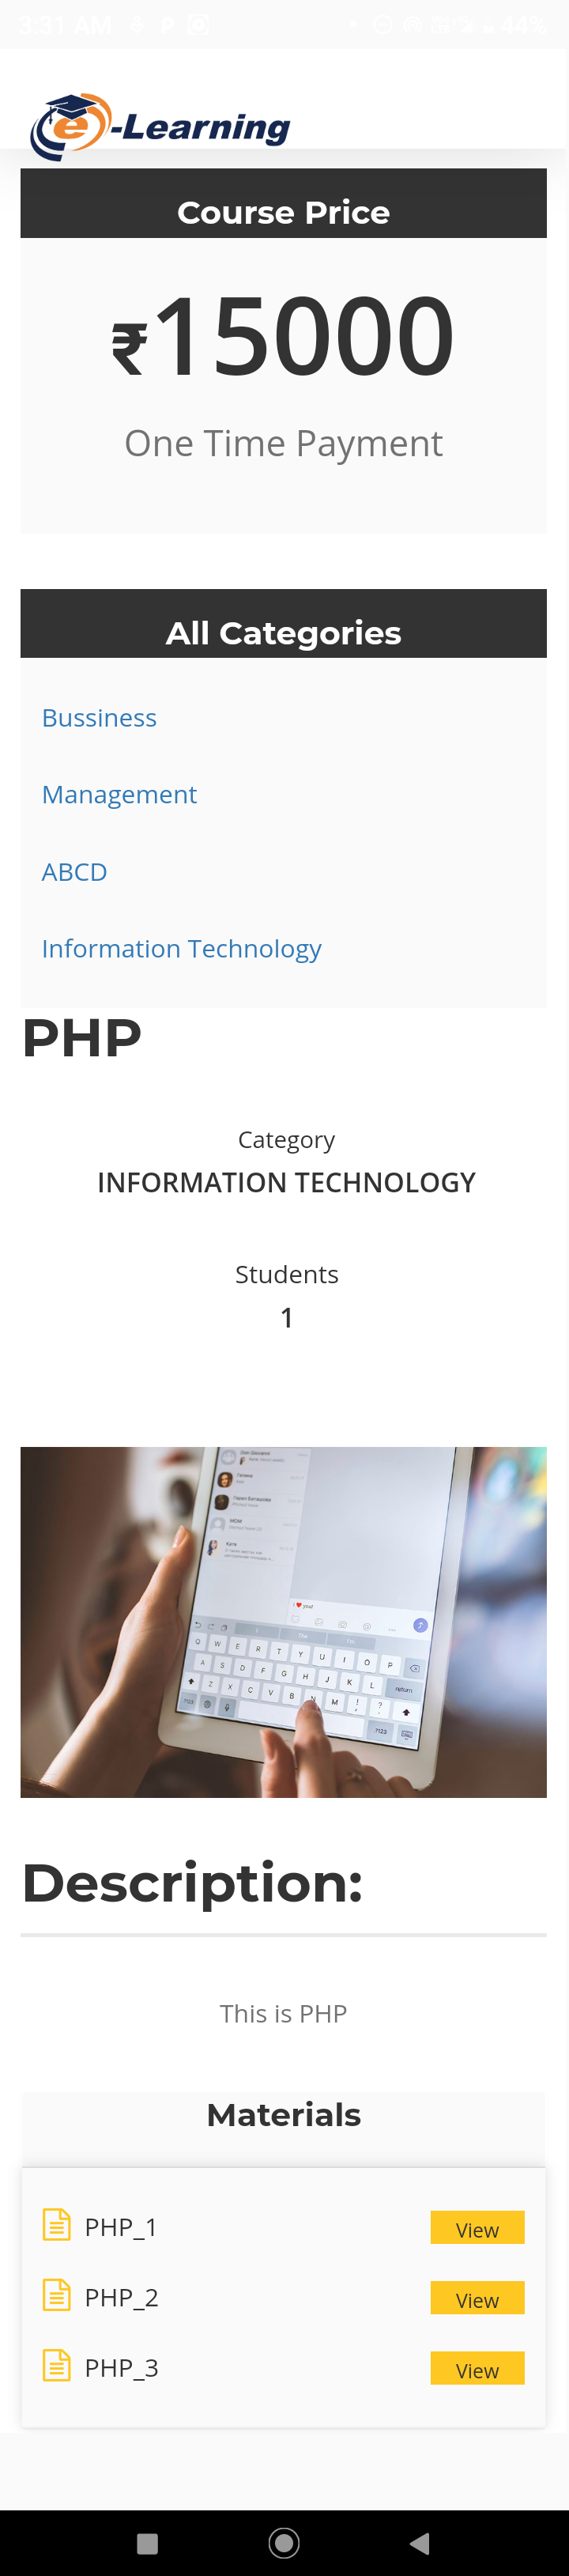 3:31 AM
44%
e-Learning
Course Price
₹15000
One Time Payment
All Categories
Bussiness
Management
ABCD
Information Technology
PHP
Category
INFORMATION TECHNOLOGY
Students
1
Description:
This is PHP
Materials
PHP_1 View
PHP_2 View
PHP_3 View